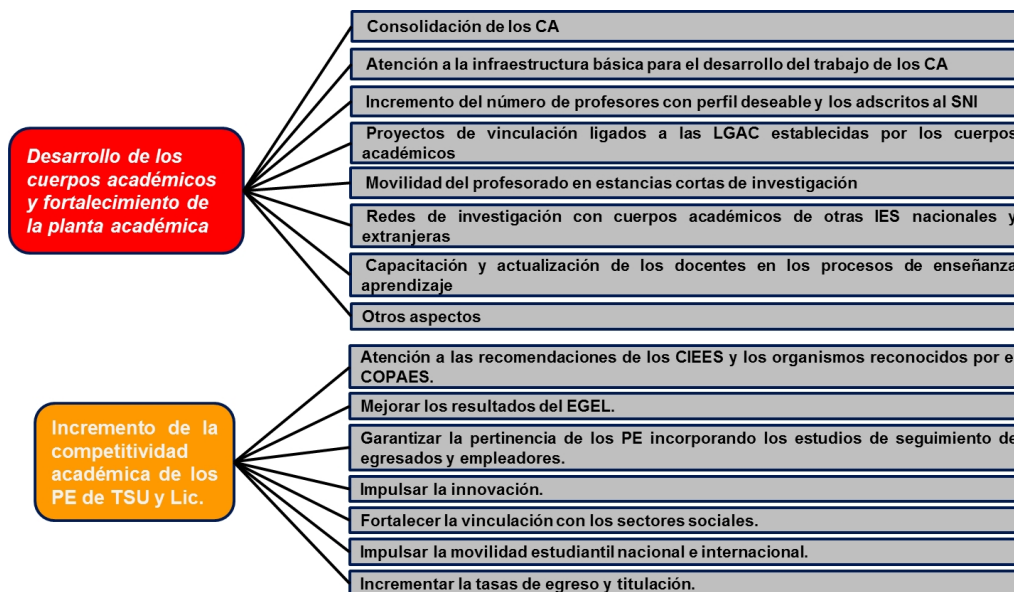 Desarrollo de los
cuerpos académicos
y fortalecimiento de
la planta académica
Consolidación de los CA
Atención a la infraestructura básica para el desarrollo del trabajo de los CA
Incremento del número de profesores con perfil deseable y los adscritos al SNI
Proyectos de vinculación ligados a las LGAC establecidas por los cuerpos
académicos
Movilidad del profesorado en estancias cortas de investigación
Redes de investigación con cuerpos académicos de otras IES nacionales y
extranjeras
Capacitación y actualización de los docentes en los procesos de enseñanza
aprendizaje
Otros aspectos
Incremento de la
competitividad
académica de los
PE de TSU y Lic.
Atención a las recomendaciones de los CIEES y los organismos reconocidos por e
COPAES.
Mejorar los resultados del EGEL.
Garantizar la pertinencia de los PE incorporando los estudios de seguimiento de
egresados y empleadores.
Impulsar la innovación.
Fortalecer la vinculación con los sectores sociales.
Impulsar la movilidad estudiantil nacional e internacional.
Incrementar la tasas de egreso y titulación.